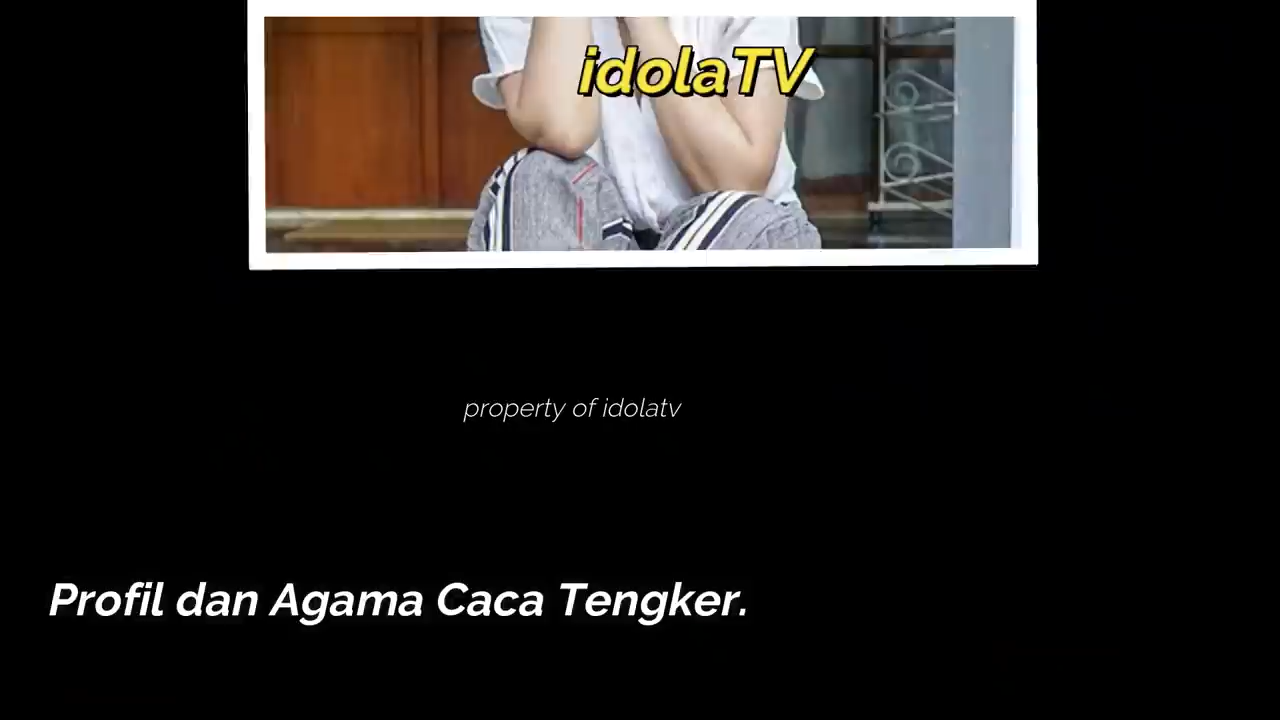 idolaTV
property of idolatv
Profil dan Agama Caca Tengker.